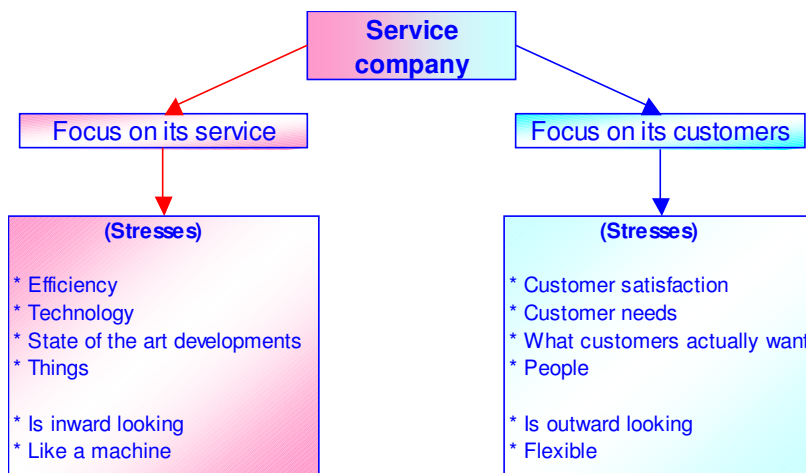 Service
company
Focus on its service
Focus on its customers
(Stresses)
* Efficiency
* Technology
* State of the art developments
* Things
* Is inward looking
* Like a machine
(Stresses)
* Customer satisfaction
* Customer needs
* What customers actually want
* People
* Is outward looking
* Flexible